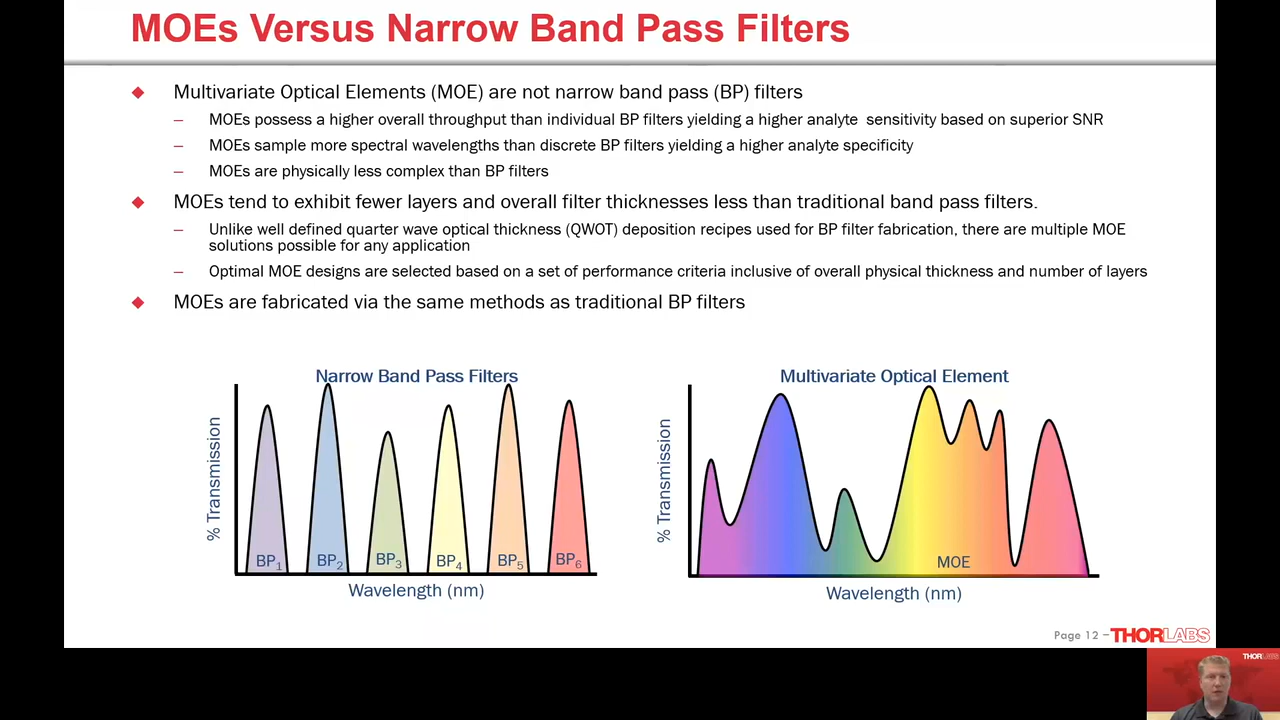 MOEs Versus Narrow Band Pass Filters
Multivariate Optical Elements (MOE) are not narrow band pass (BP) filters
– MOEs possess a higher overall throughput than individual BP filters yielding a higher analyte sensitivity based on superior SNR
– MOEs sample more spectral wavelengths than discrete BP filters yielding a higher analyte specificity
– MOEs are physically less complex than BP filters
MOEs tend to exhibit fewer layers and overall filter thicknesses less than traditional band pass filters.
– Unlike well defined quarter wave optical thickness (QWOT) deposition recipes used for BP filter fabrication, there are multiple MOE
solutions possible for any application
– Optimal MOE designs are selected based on a set of performance criteria inclusive of overall physical thickness and number of layers
MOEs are fabricated via the same methods as traditional BP filters
Narrow Band Pass Filters
% Transmission
BP1 BP2 BP3 BP4 BP5 BP6
Wavelength (nm)
Multivariate Optical Element
% Transmission
MOE
Wavelength (nm)
Page 12 – THORLABS
THORLABS